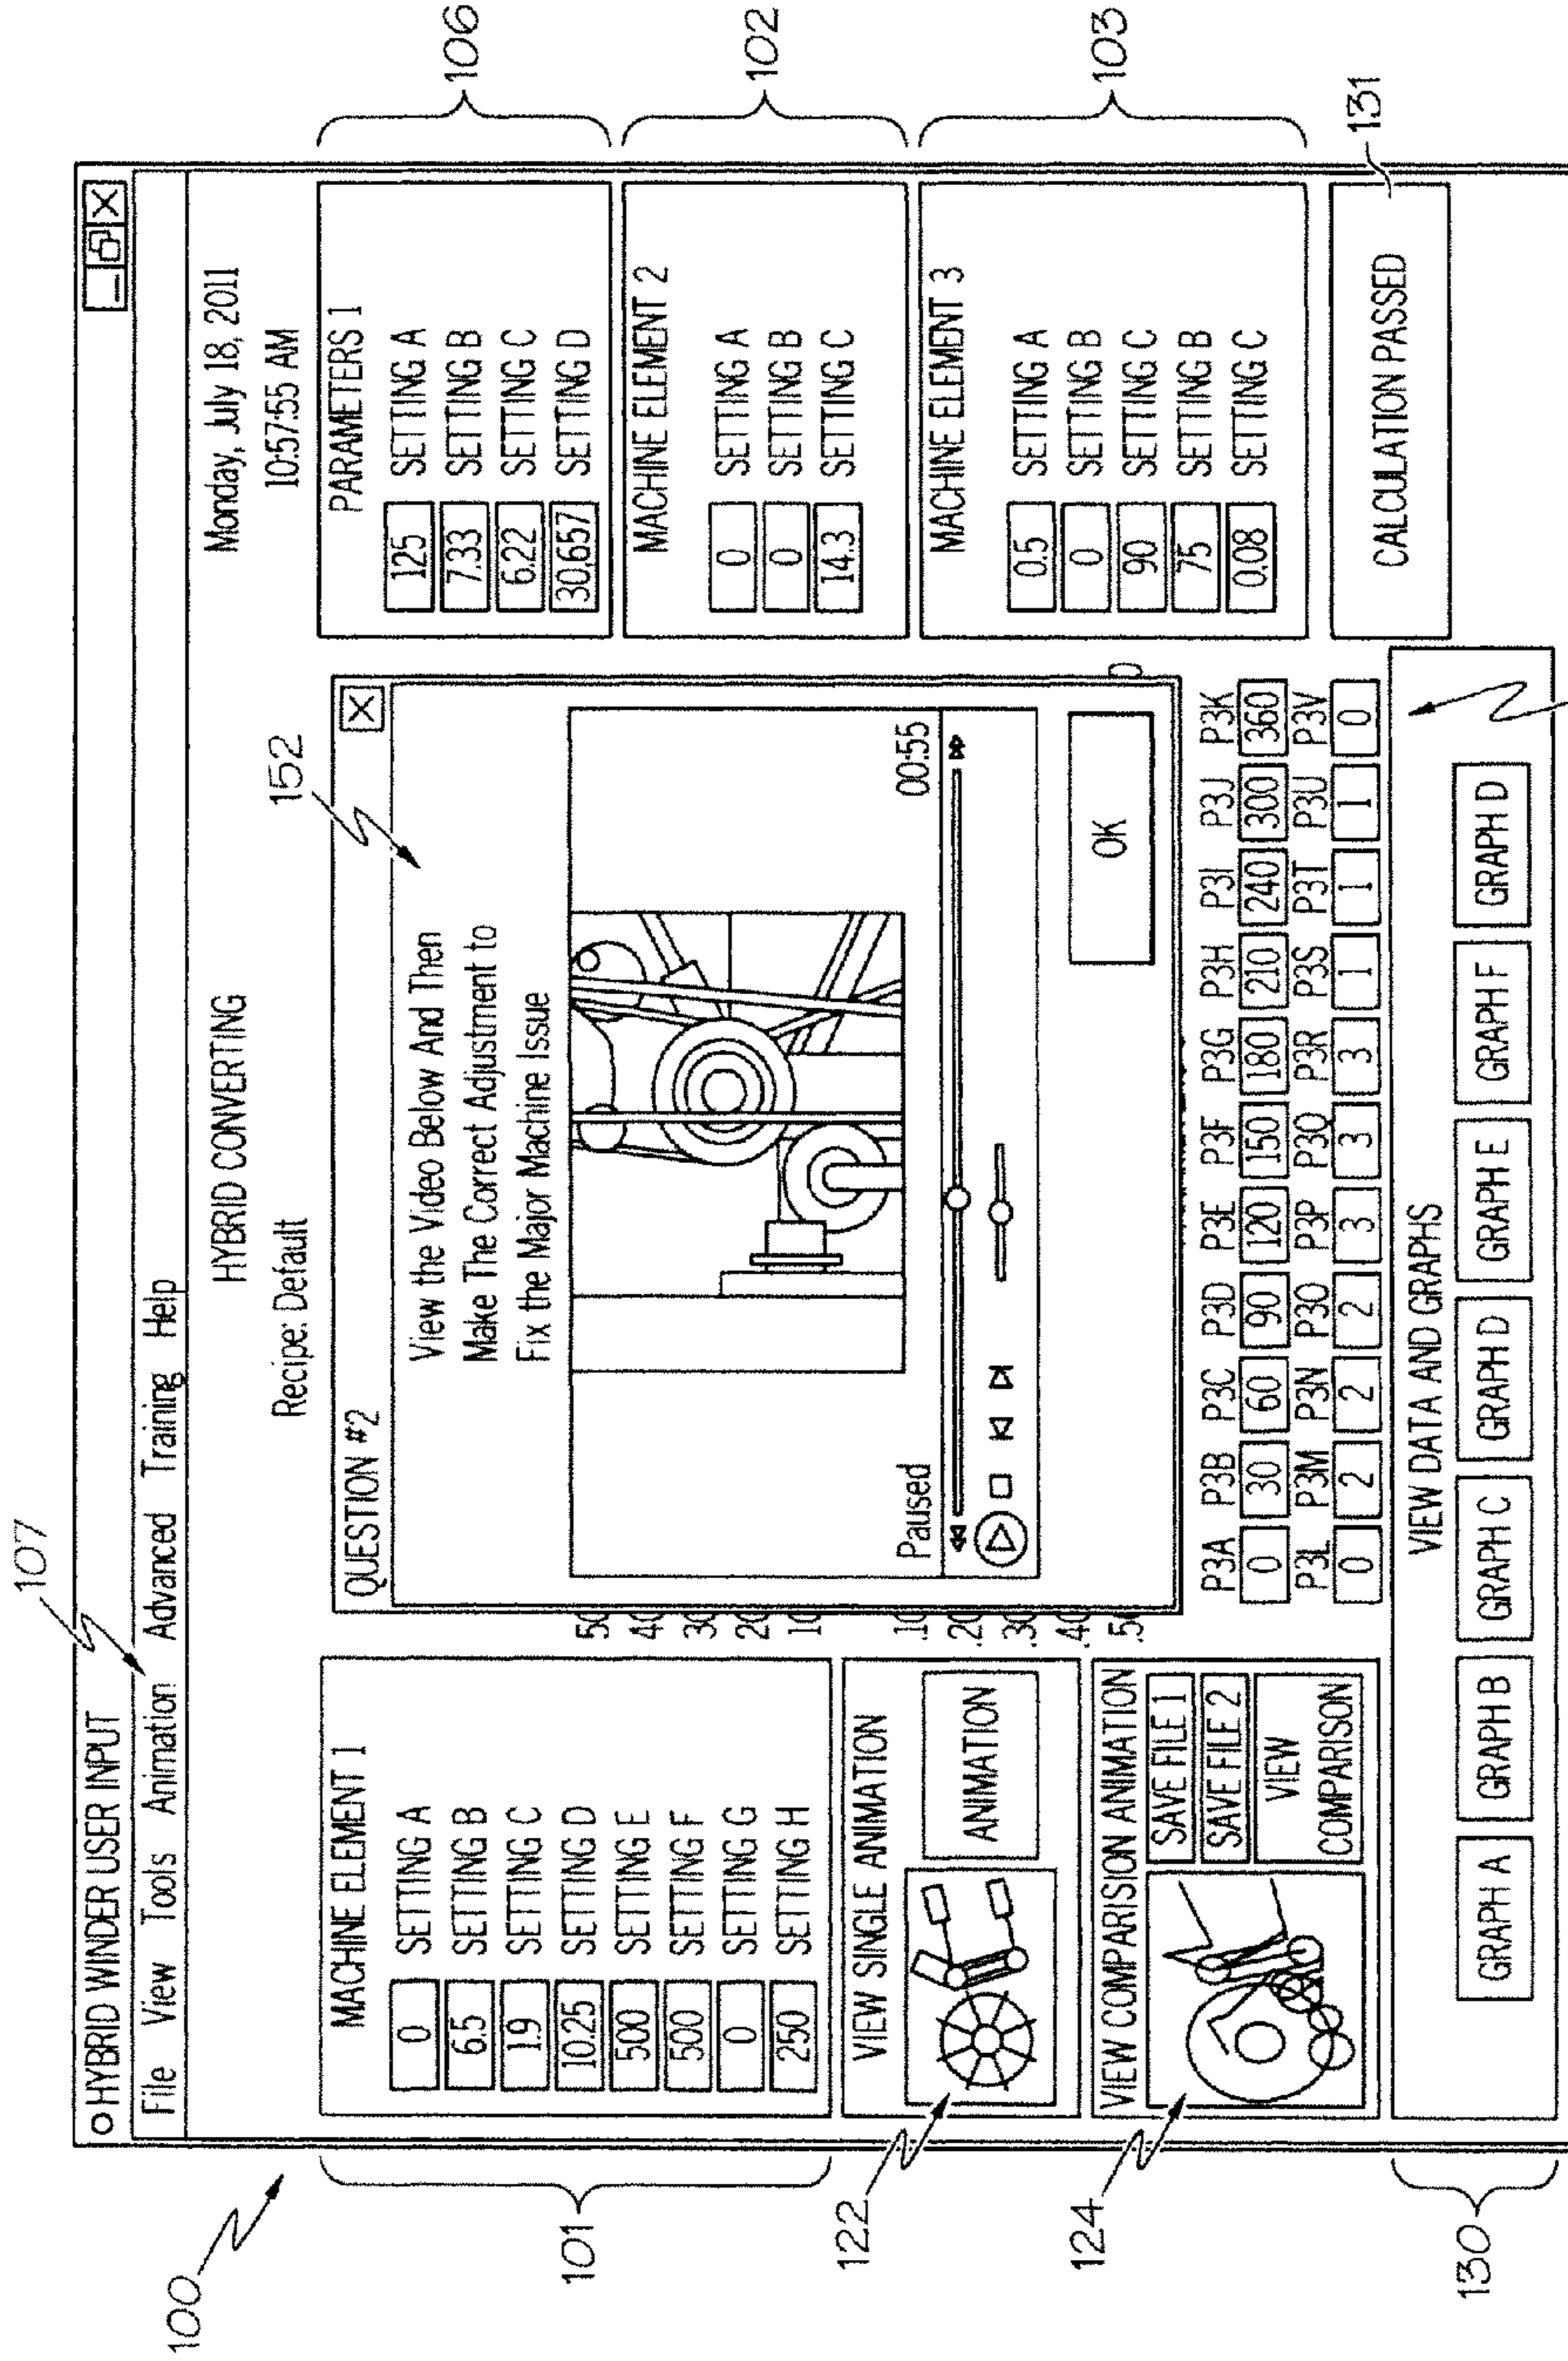 107
100
HYBRID WINDER USER INPUT
File View Tools Animation Advanced Training Help
HYBRID CONVERTING
Monday, July 18, 2011
Recipe: Default
10:57:55 AM
101
MACHINE ELEMENT 1
0 SETTING A
6.5 SETTING B
1.9 SETTING C
10.25 SETTING D
500 SETTING E
500 SETTING F
0 SETTING G
250 SETTING H
122
VIEW SINGLE ANIMATION
ANIMATION
124
VIEW COMPARISION ANIMATION
SAVE FILE 1
SAVE FILE 2
VIEW
COMPARISON
152
QUESTION #2
View the Video Below And Then
Make The Correct Adjustment to
Fix the Major Machine Issue
Paused 00:55
OK
.10
.20
.30
.40
P3A P3B P3C P3D P3E P3F P3G P3H P3I P3J P3K
0 30 60 90 120 150 180 210 240 300 360
P3L P3M P3N P3O P3P P3Q P3R P3S P3T P3U P3V
0 2 2 2 3 3 3 1 1 1 0
106
PARAMETERS 1
125 SETTING A
7.33 SETTING B
6.22 SETTING C
30.657 SETTING D
102
MACHINE ELEMENT 2
0 SETTING A
0 SETTING B
14.3 SETTING C
103
MACHINE ELEMENT 3
0.5 SETTING A
0 SETTING B
90 SETTING C
75 SETTING B
0.08 SETTING C
131
CALCULATION PASSED
130
VIEW DATA AND GRAPHS
GRAPH A GRAPH B GRAPH C GRAPH D GRAPH E GRAPH F GRAPH D